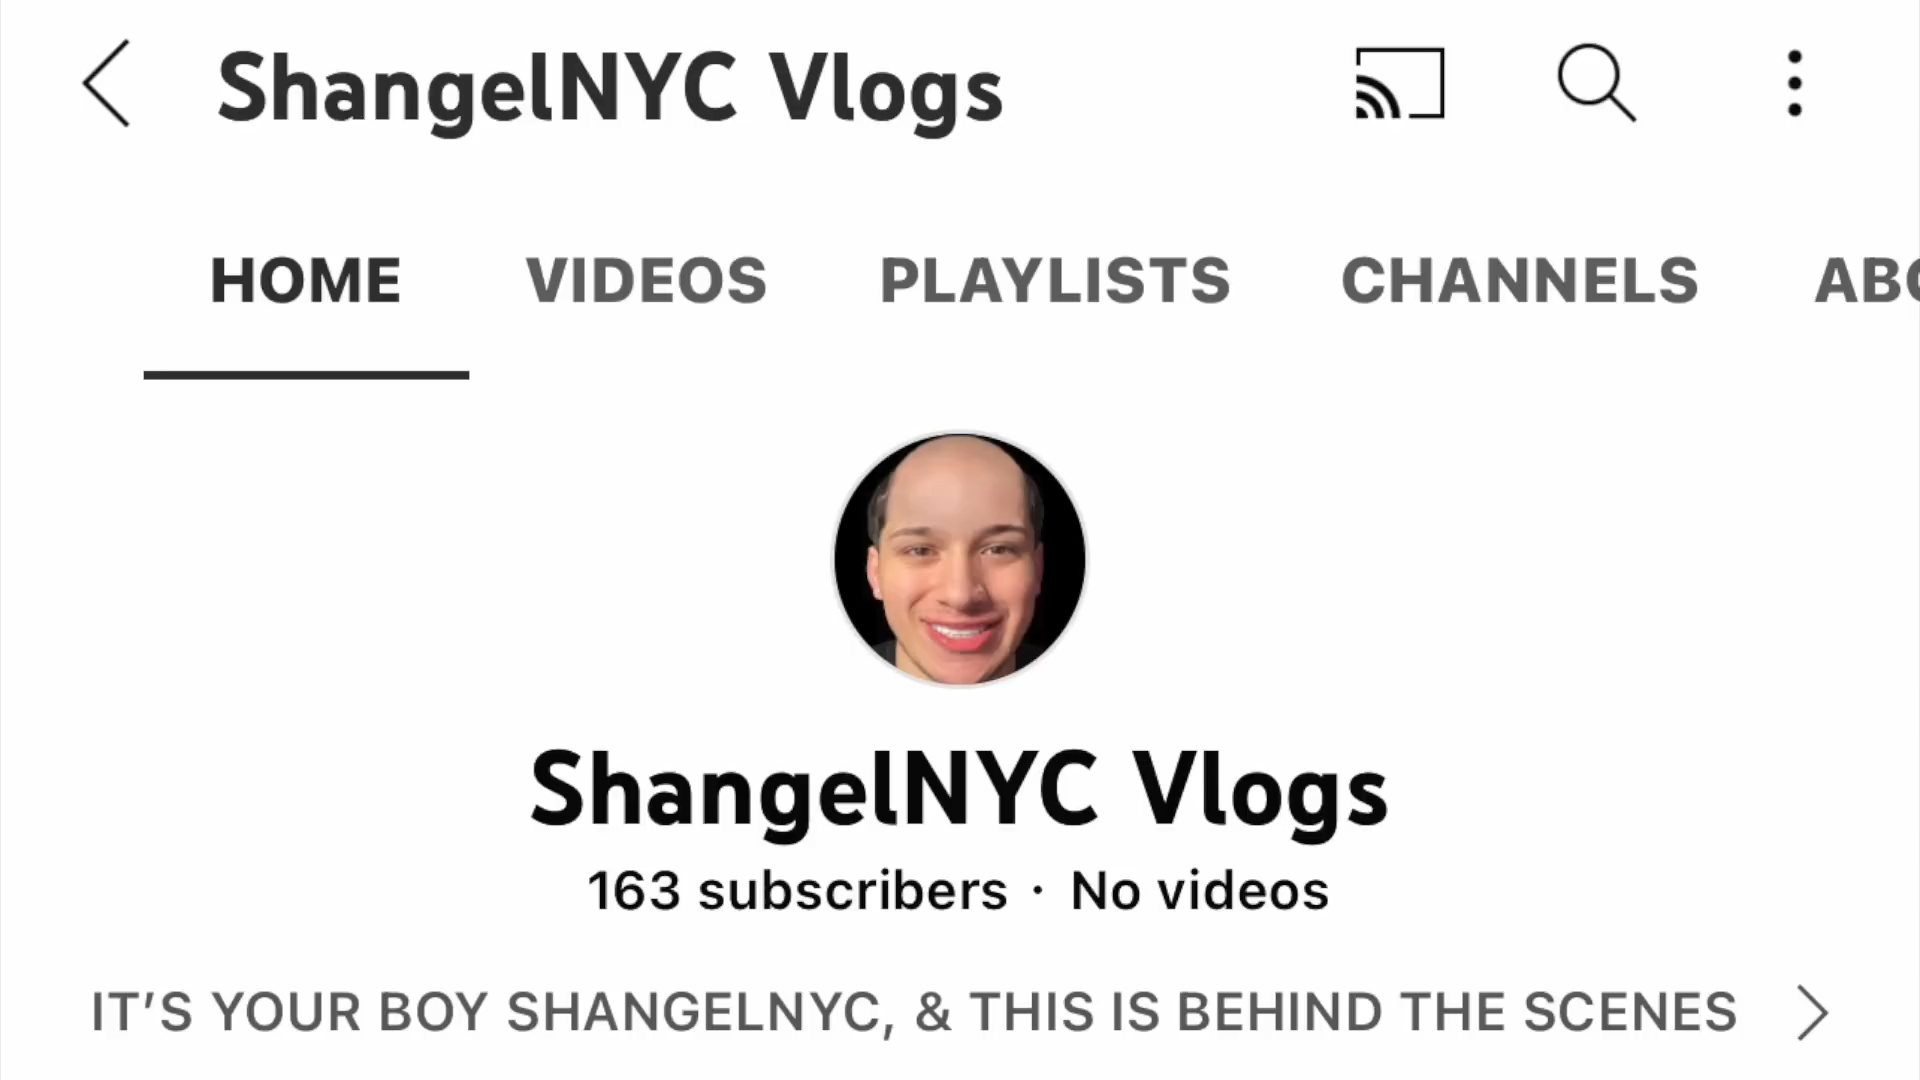 ShangelNYC Vlogs
HOME VIDEOS PLAYLISTS CHANNELS ABO
ShangelNYC Vlogs
163 subscribers · No videos
IT’S YOUR BOY SHANGELNYC, & THIS IS BEHIND THE SCENES